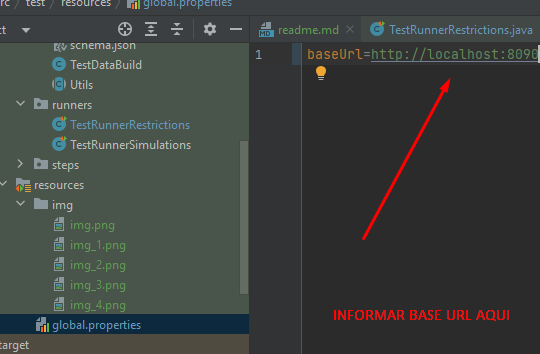 src / test / resources / global.properties
schema.json
TestDataBuild
Utils
runners
TestRunnerRestrictions
TestRunnerSimulations
steps
resources
img
img.png
img_1.png
img_2.png
img_3.png
img_4.png
global.properties
target
readme.md
TestRunnerRestrictions.java
1 baseUrl=http://localhost:8090
INFORMAR BASE URL AQUI